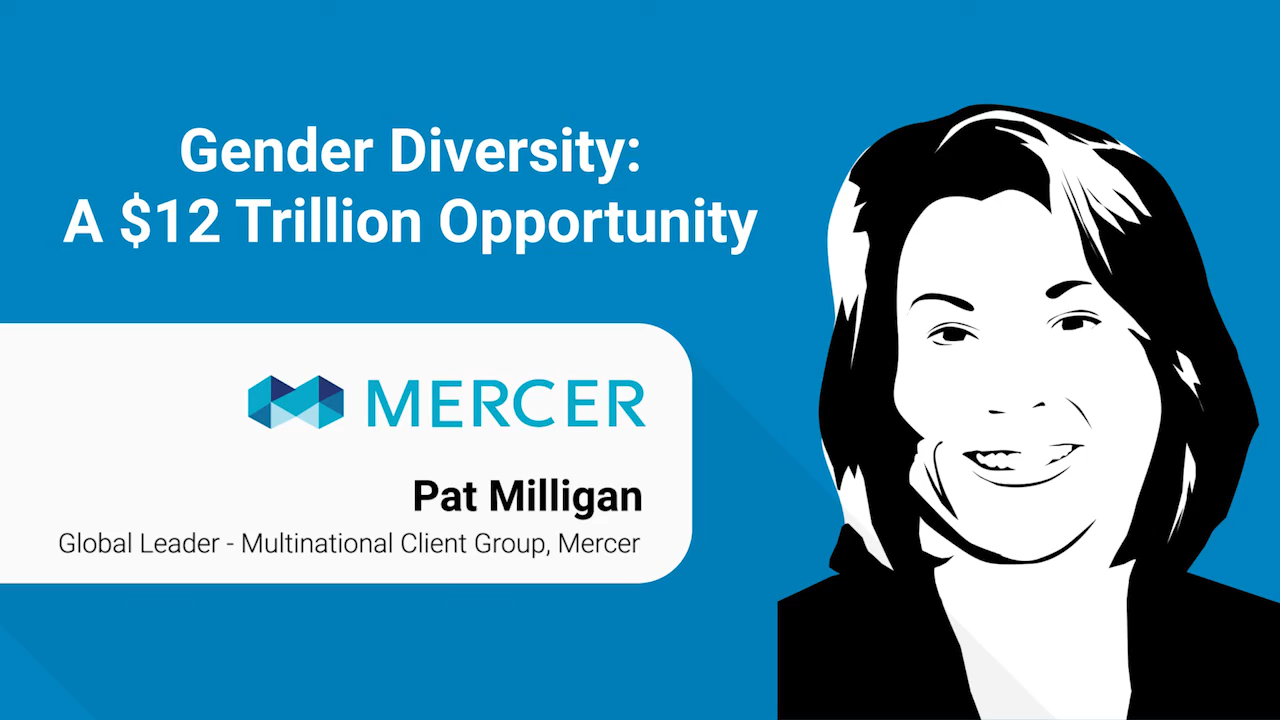 Gender Diversity:
A $12 Trillion Opportunity
MERCER
Pat Milligan
Global Leader - Multinational Client Group, Mercer